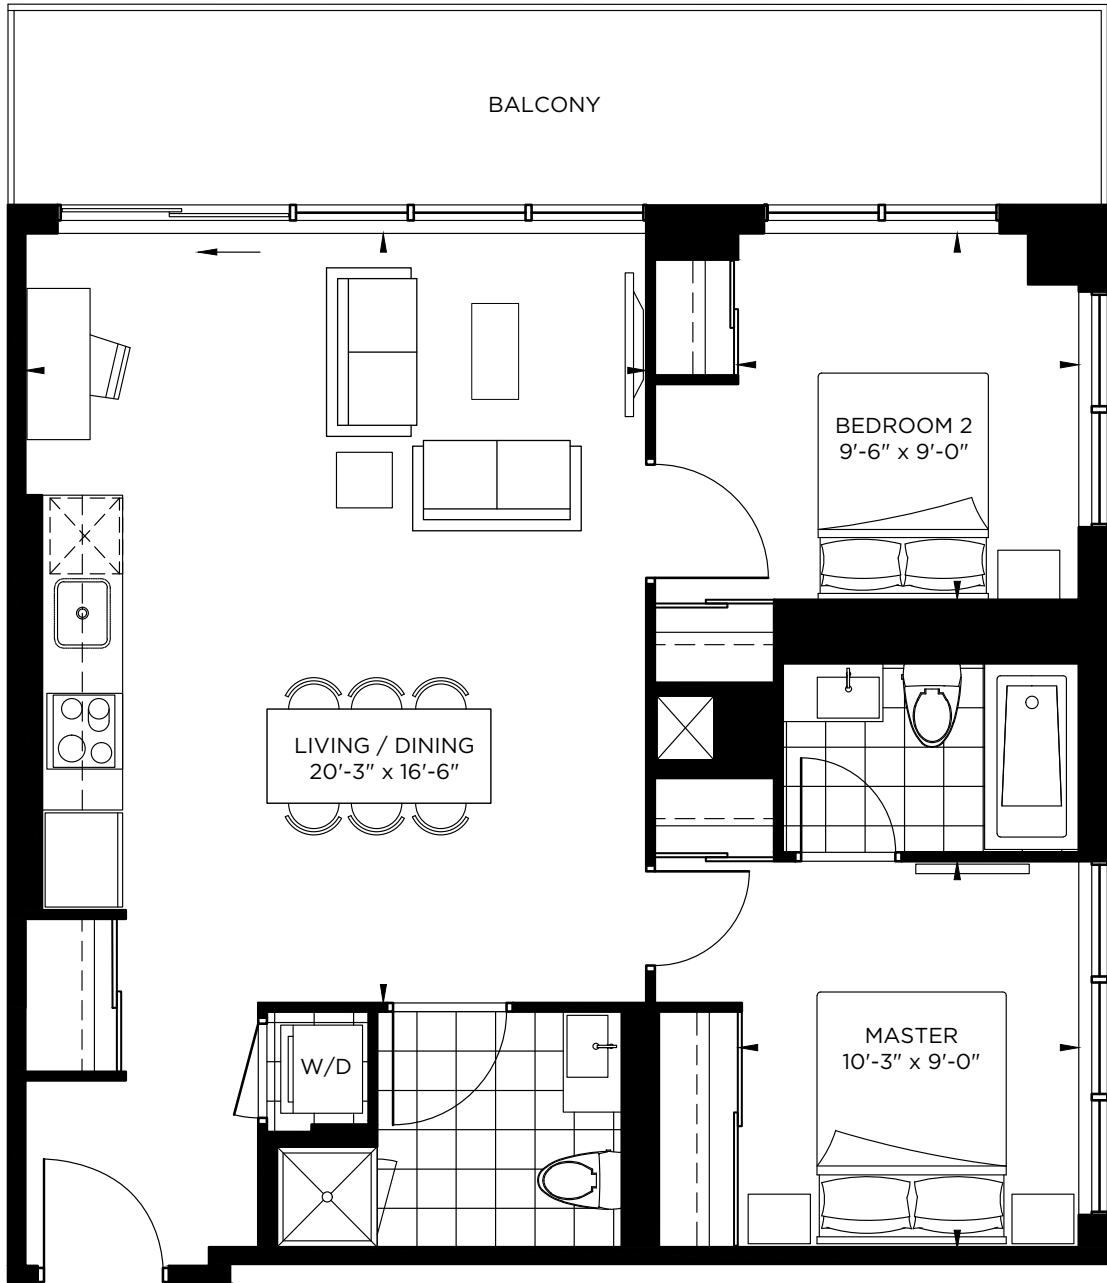 BALCONY
BEDROOM 2
9'-6" x 9'-0"
LIVING / DINING
20'-3" x 16'-6"
MASTER
10'-3" x 9'-0"
W/D